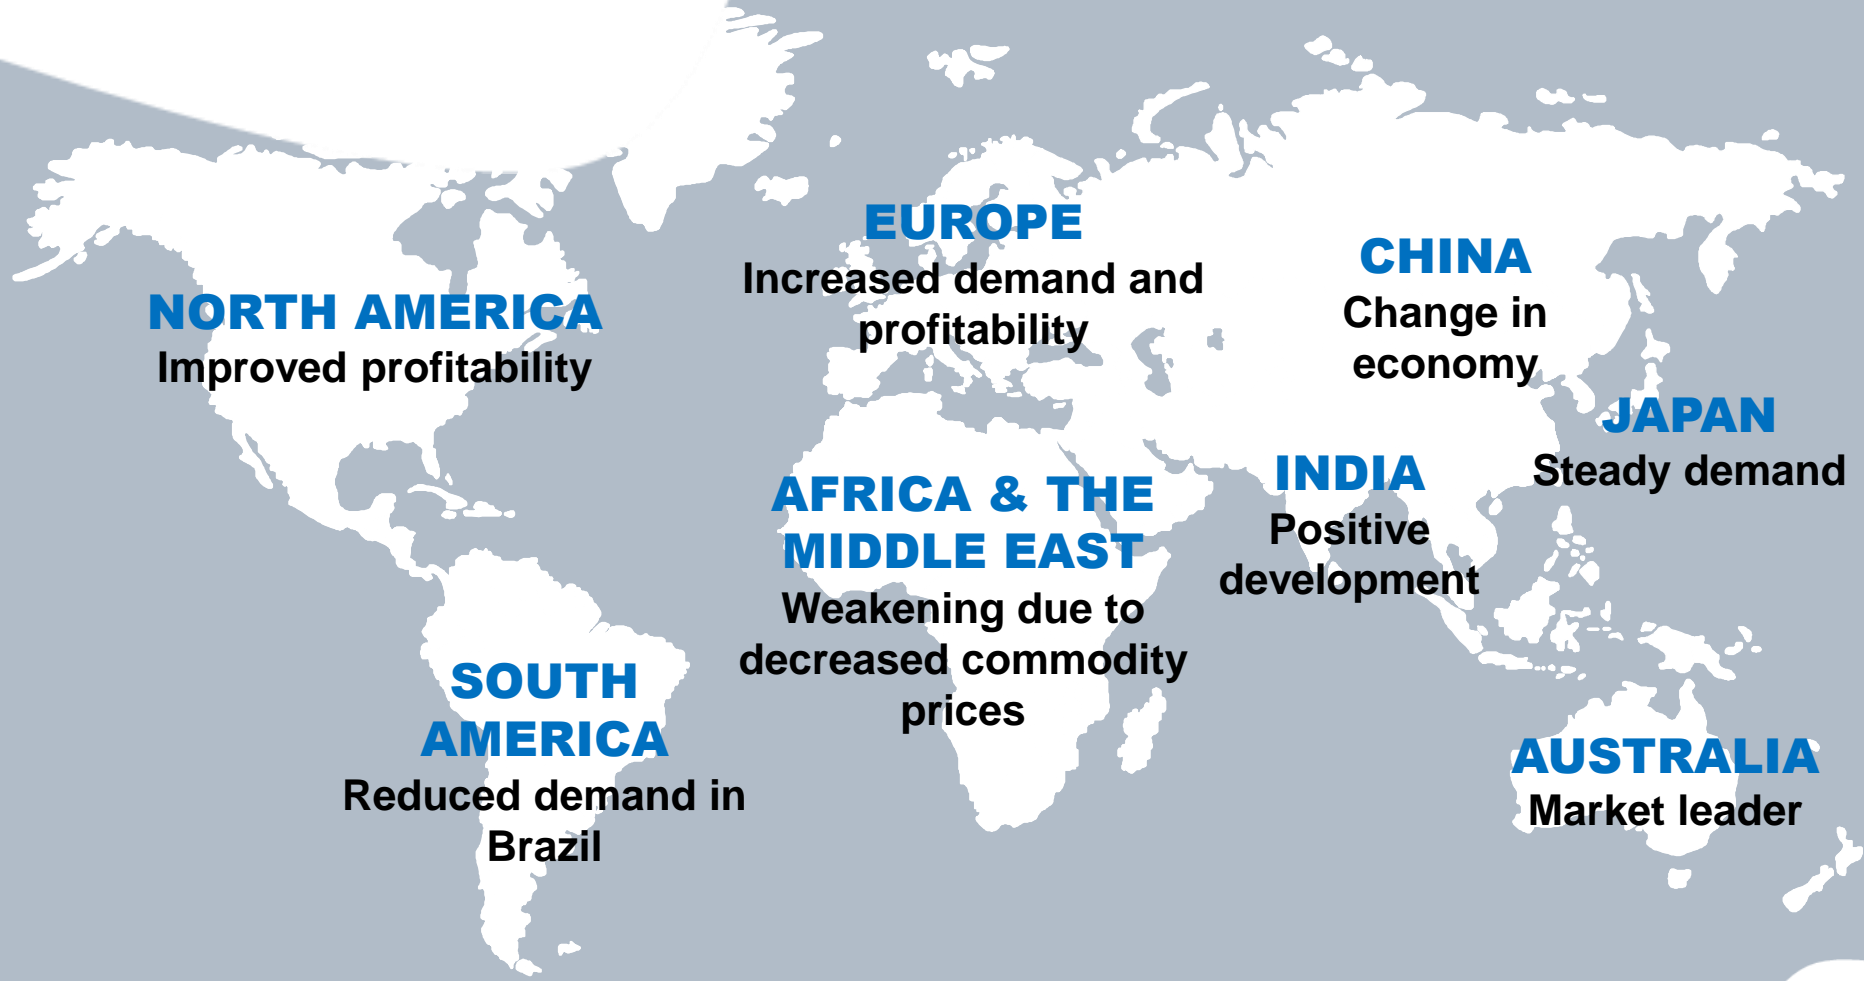 NORTH AMERICA
Improved profitability
SOUTH
AMERICA
Reduced demand in
Brazil
EUROPE
Increased demand and
profitability
AFRICA & THE
MIDDLE EAST
Weakening due to
decreased commodity
prices
CHINA
Change in
economy
INDIA
Positive
development
JAPAN
Steady demand
AUSTRALIA
Market leader